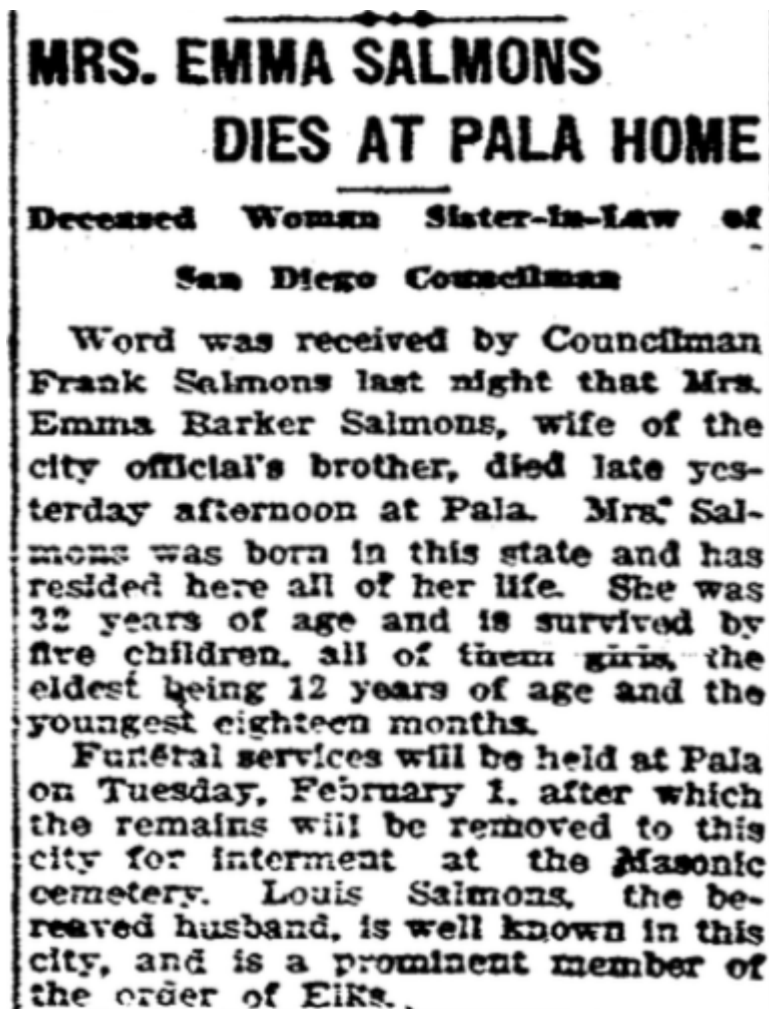 MRS. EMMA SALMONS
DIES AT PALA HOME
Deceased Woman Sister-in-Law of
San Diego Councilman
Word was received by Councilman
Frank Salmons last night that Mrs.
Emma Barker Salmons, wife of the
city official's brother, died late yes-
terday afternoon at Pala. Mrs. Sal-
mons was born in this state and has
resided here all of her life. She was
32 years of age and is survived by
five children, all of them girls, the
eldest being 12 years of age and the
youngest eighteen months.
Funeral services will be held at Pala
on Tuesday, February 1, after which
the remains will be removed to this
city for interment at the Masonic
cemetery. Louis Salmons, the be-
reaved husband, is well known in this
city, and is a prominent member of
the order of Elks.